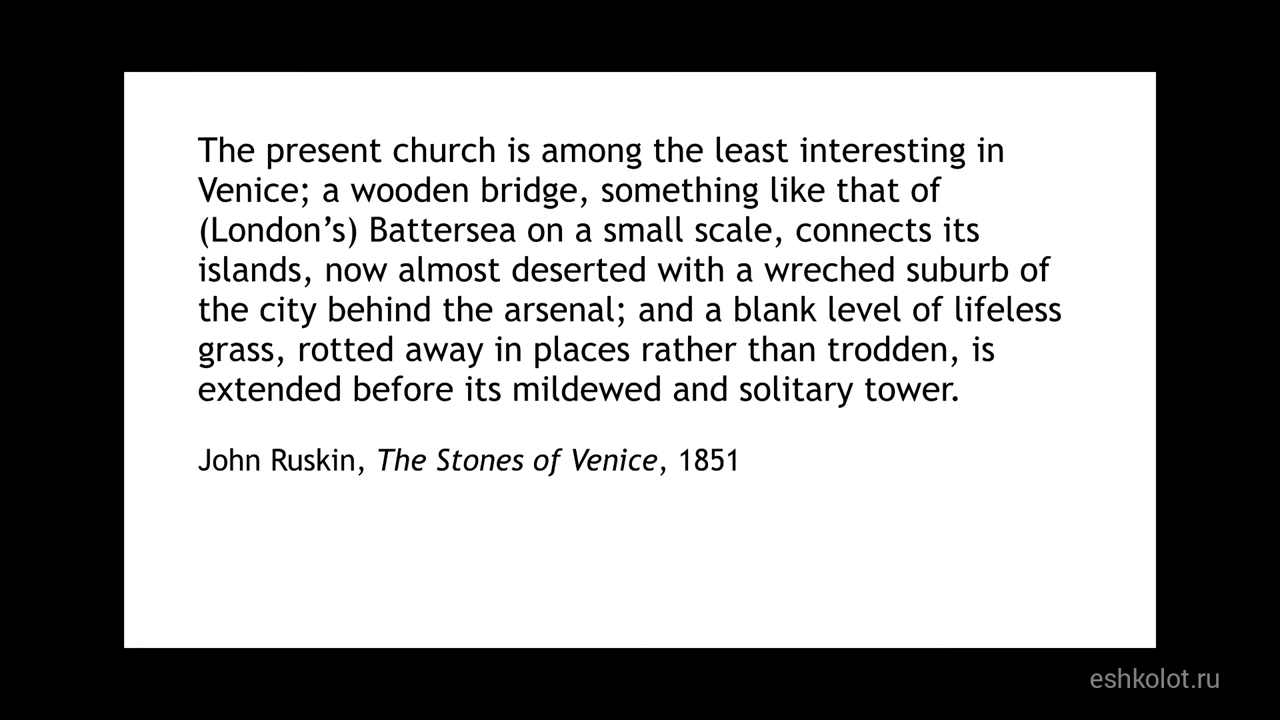 The present church is among the least interesting in
Venice; a wooden bridge, something like that of
(London’s) Battersea on a small scale, connects its
islands, now almost deserted with a wreched suburb of
the city behind the arsenal; and a blank level of lifeless
grass, rotted away in places rather than trodden, is
extended before its mildewed and solitary tower.
John Ruskin, The Stones of Venice, 1851
eshkolot.ru